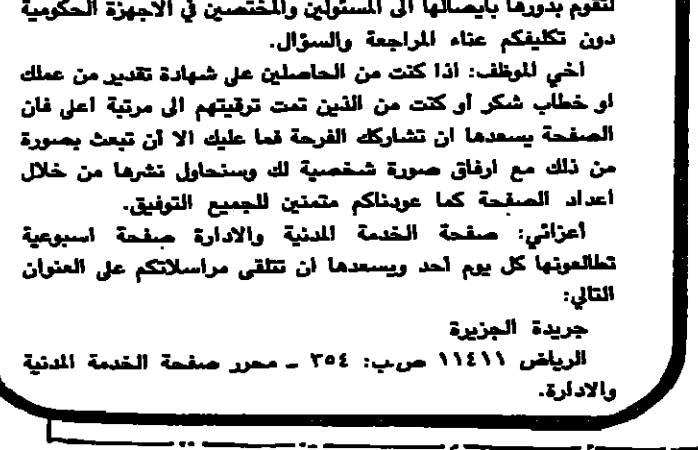 لتقوم بدورها بايصالها الى المسئولين والمختصين في الاجهزة الحكومية
دون تكليفكم عناء المراجعة والسؤال.
أخي الموظف: اذا كنت من الحاصلين على شهادة تقدير من عملك
او خطاب شكر أو كنت من الذين تمت ترقيتهم الى مرتبة اعلى فان
الصفحة يسعدها ان تشاركك الفرحة فما عليك الا أن تبعث بصورة
من ذلك مع ارفاق صورة شخصية لك وسنحاول نشرها من خلال
أعداد الصفحة كما عودناكم متمنين للجميع التوفيق.
أعزائي: صفحة الخدمة المدنية والادارة صفحة اسبوعية
تطالعونها كل يوم أحد ويسعدها ان تتلقى مراسلاتكم على العنوان
التالي:
جريدة الجزيرة
الرياض ١١٤١١ ص.ب: ٣٥٤ ـ محرر صفحة الخدمة المدنية
والادارة.